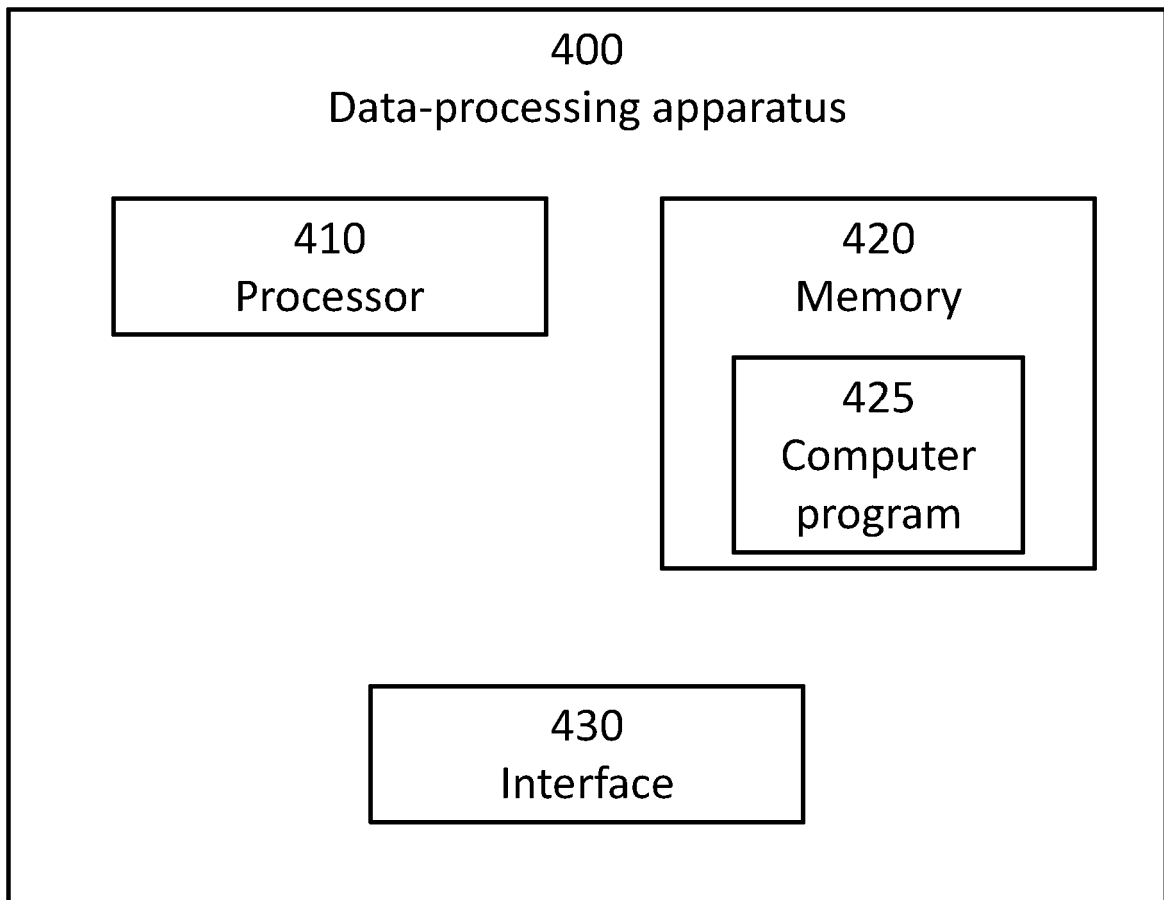 400
Data-processing apparatus
410
Processor
420
Memory
425
Computer
program
430
Interface